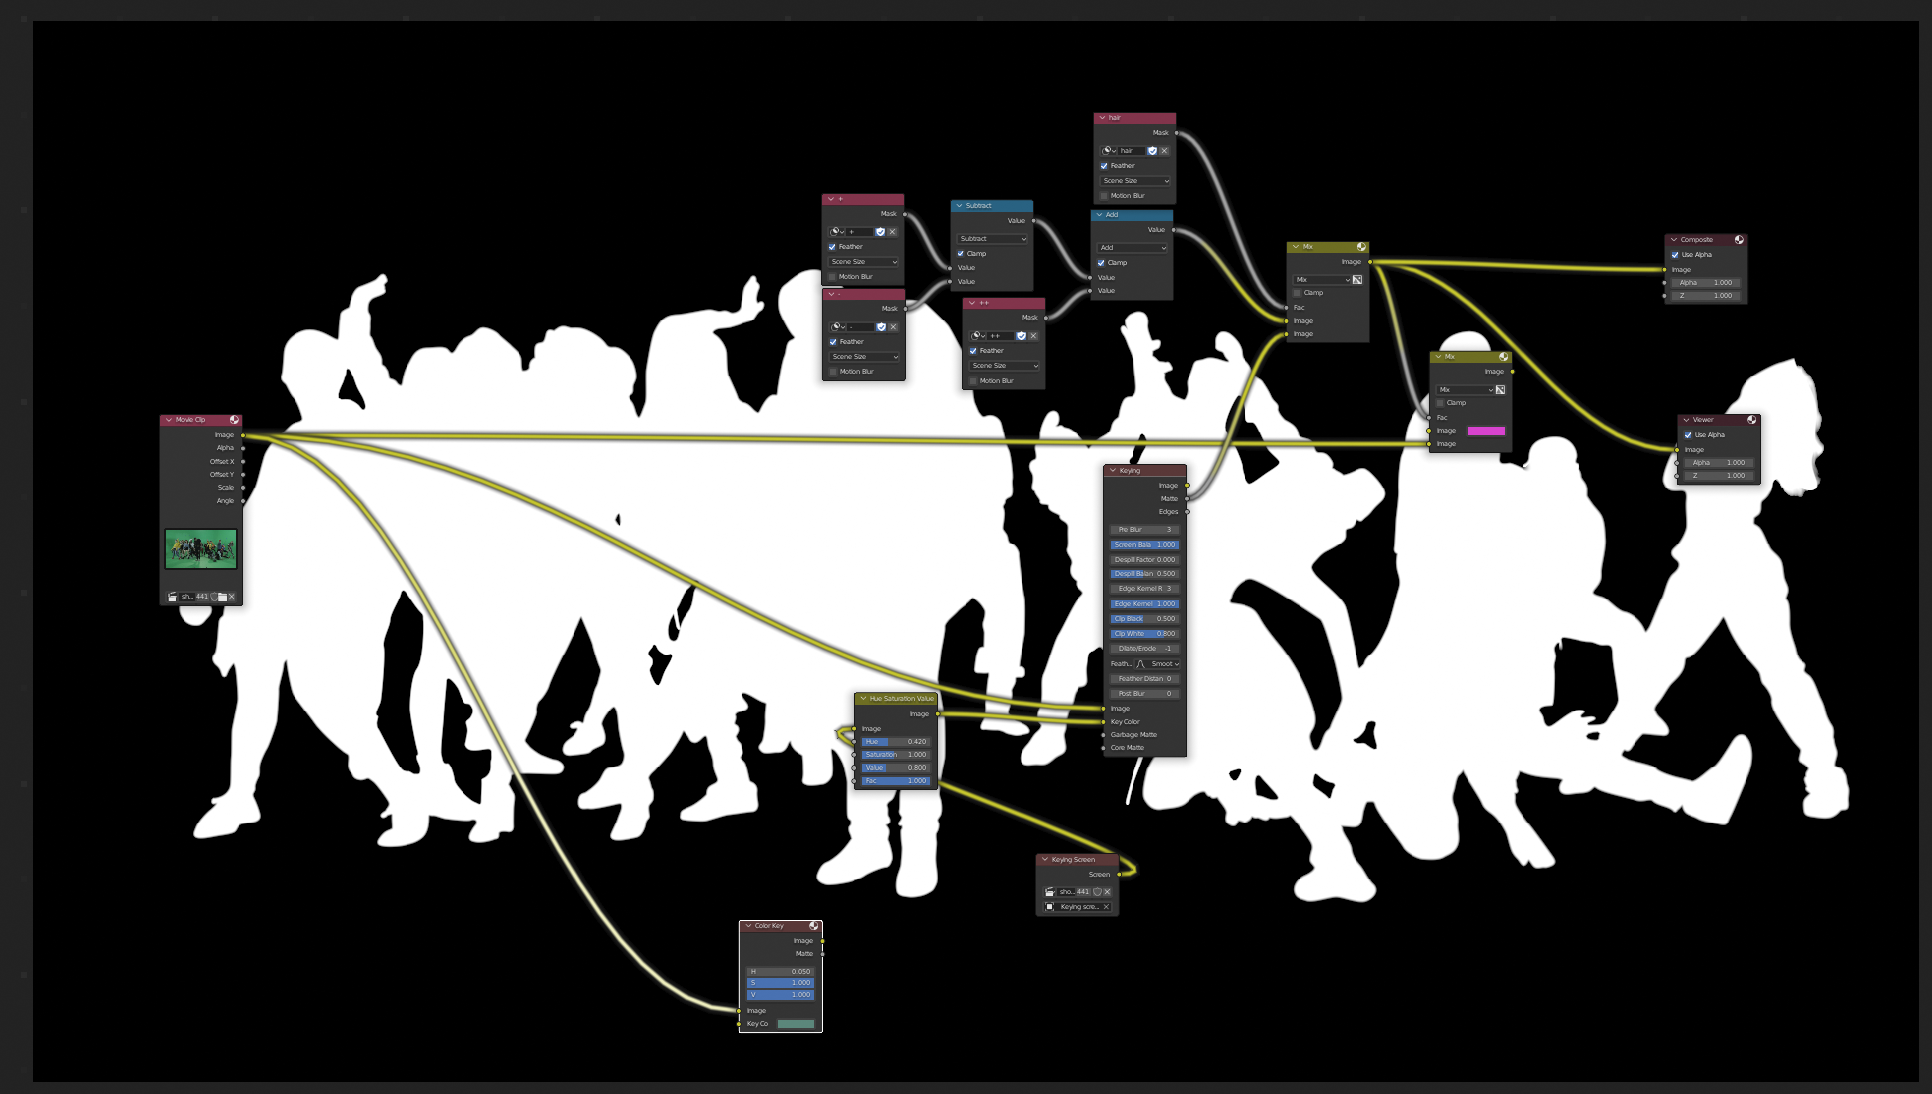 Movie Clip
Image
Alpha
Offset X
Offset Y
Scale
Angle
sh... 441
+
Mask
+
Feather
Scene Size
Motion Blur
-
Mask
-
Feather
Scene Size
Motion Blur
Subtract
Value
Subtract
Clamp
Value
Value
++
Mask
++
Feather
Scene Size
Motion Blur
hair
Mask
hair
Feather
Scene Size
Motion Blur
Add
Value
Add
Clamp
Value
Value
Mix
Image
Mix
Clamp
Fac
Image
Image
Mix
Image
Mix
Clamp
Fac
Image
Image
Composite
Use Alpha
Image
Alpha 1.000
Z 1.000
Viewer
Use Alpha
Image
Alpha 1.000
Z 1.000
Keying
Image
Matte
Edges
Pre Blur 3
Screen Bala 1.000
Despill Factor 0.000
Despill Balan 0.500
Edge Kernel R 3
Edge Kernel 1.000
Clip Black 0.500
Clip White 0.800
Dilate/Erode -1
Feath... Smoot
Feather Distan 0
Post Blur 0
Image
Key Color
Garbage Matte
Core Matte
Hue Saturation Value
Image
Image
Hue 0.420
Saturation 1.000
Value 0.800
Fac 1.000
Keying Screen
Screen
sho... 441
Keying scre...
Color Key
Image
Matte
H 0.050
S 1.000
V 1.000
Image
Key Co